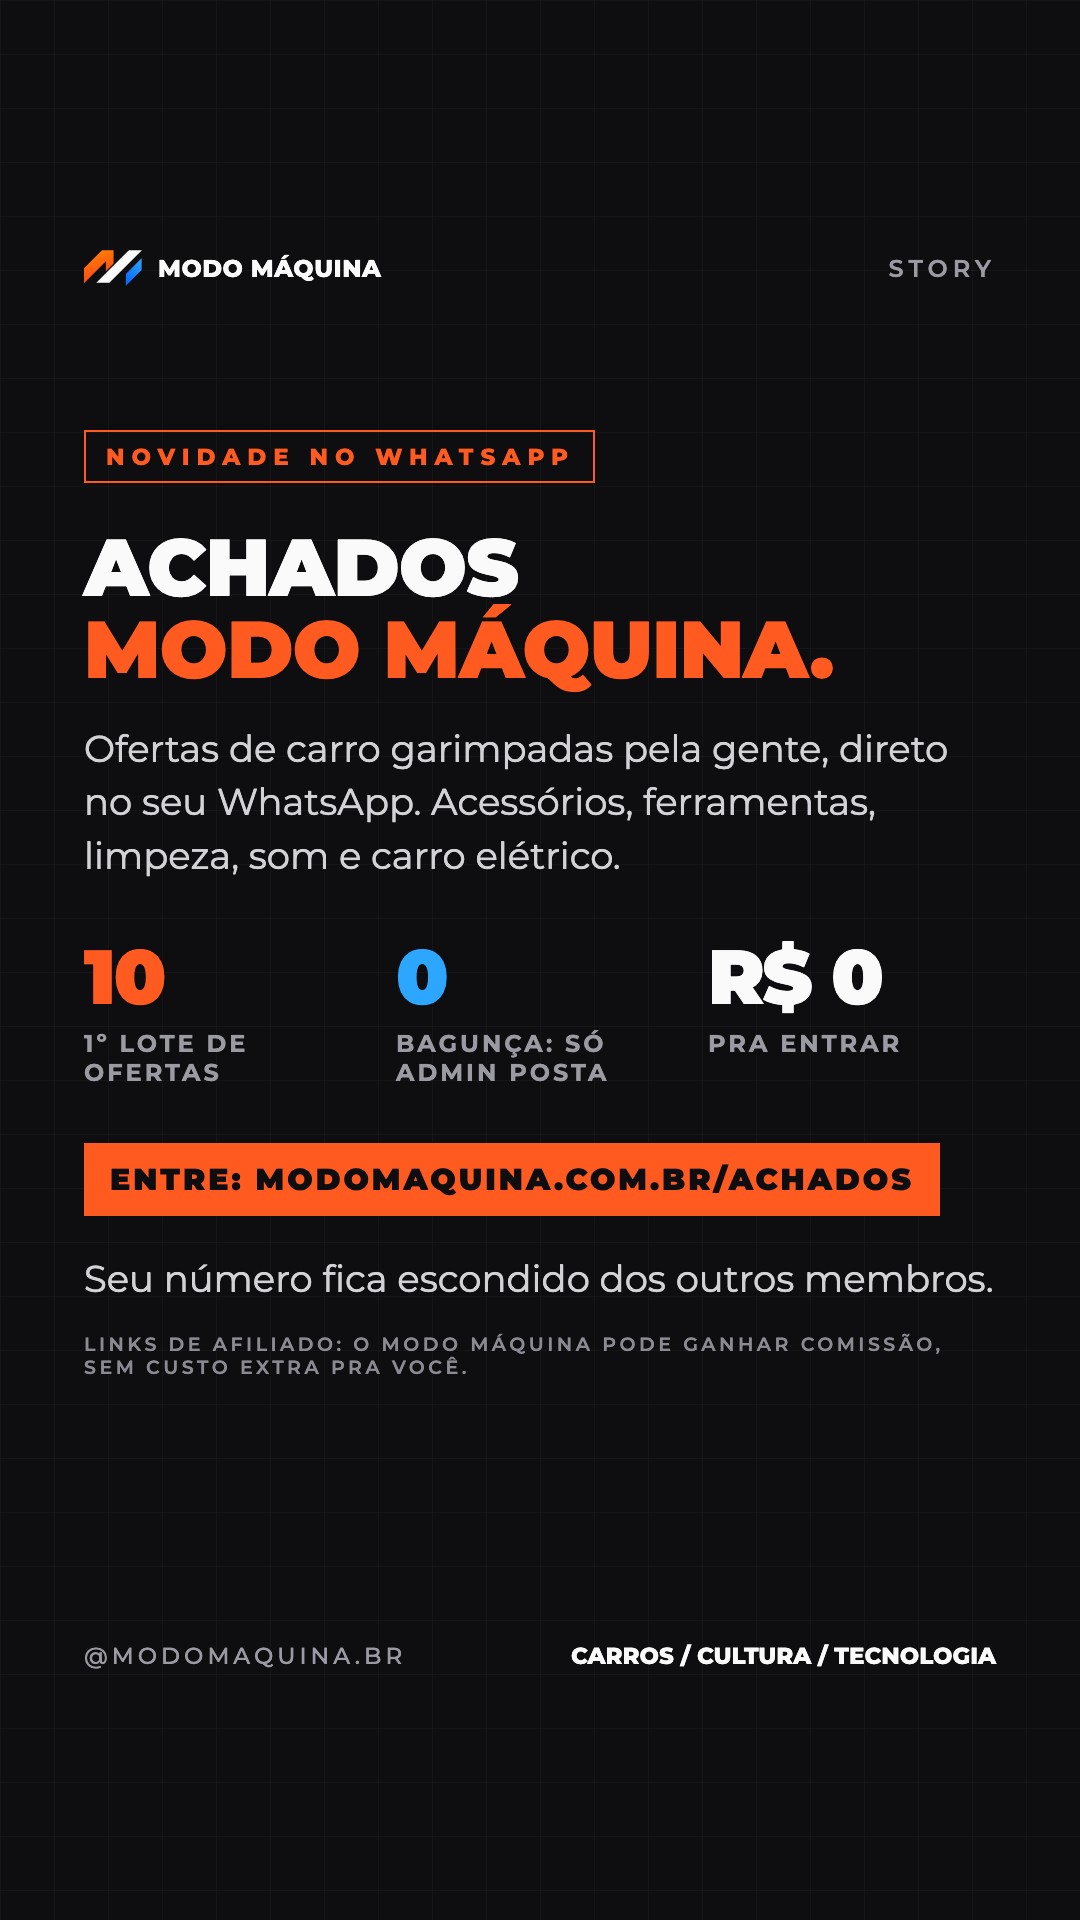 MODO MÁQUINA
STORY
NOVIDADE NO WHATSAPP
ACHADOS
MODO MÁQUINA.
Ofertas de carro garimpadas pela gente, direto
no seu WhatsApp. Acessórios, ferramentas,
limpeza, som e carro elétrico.
10
1º LOTE DE
OFERTAS
0
BAGUNÇA: SÓ
ADMIN POSTA
R$ 0
PRA ENTRAR
ENTRE: MODOMAQUINA.COM.BR/ACHADOS
Seu número fica escondido dos outros membros.
LINKS DE AFILIADO: O MODO MÁQUINA PODE GANHAR COMISSÃO,
SEM CUSTO EXTRA PRA VOCÊ.
@MODOMAQUINA.BR
CARROS / CULTURA / TECNOLOGIA